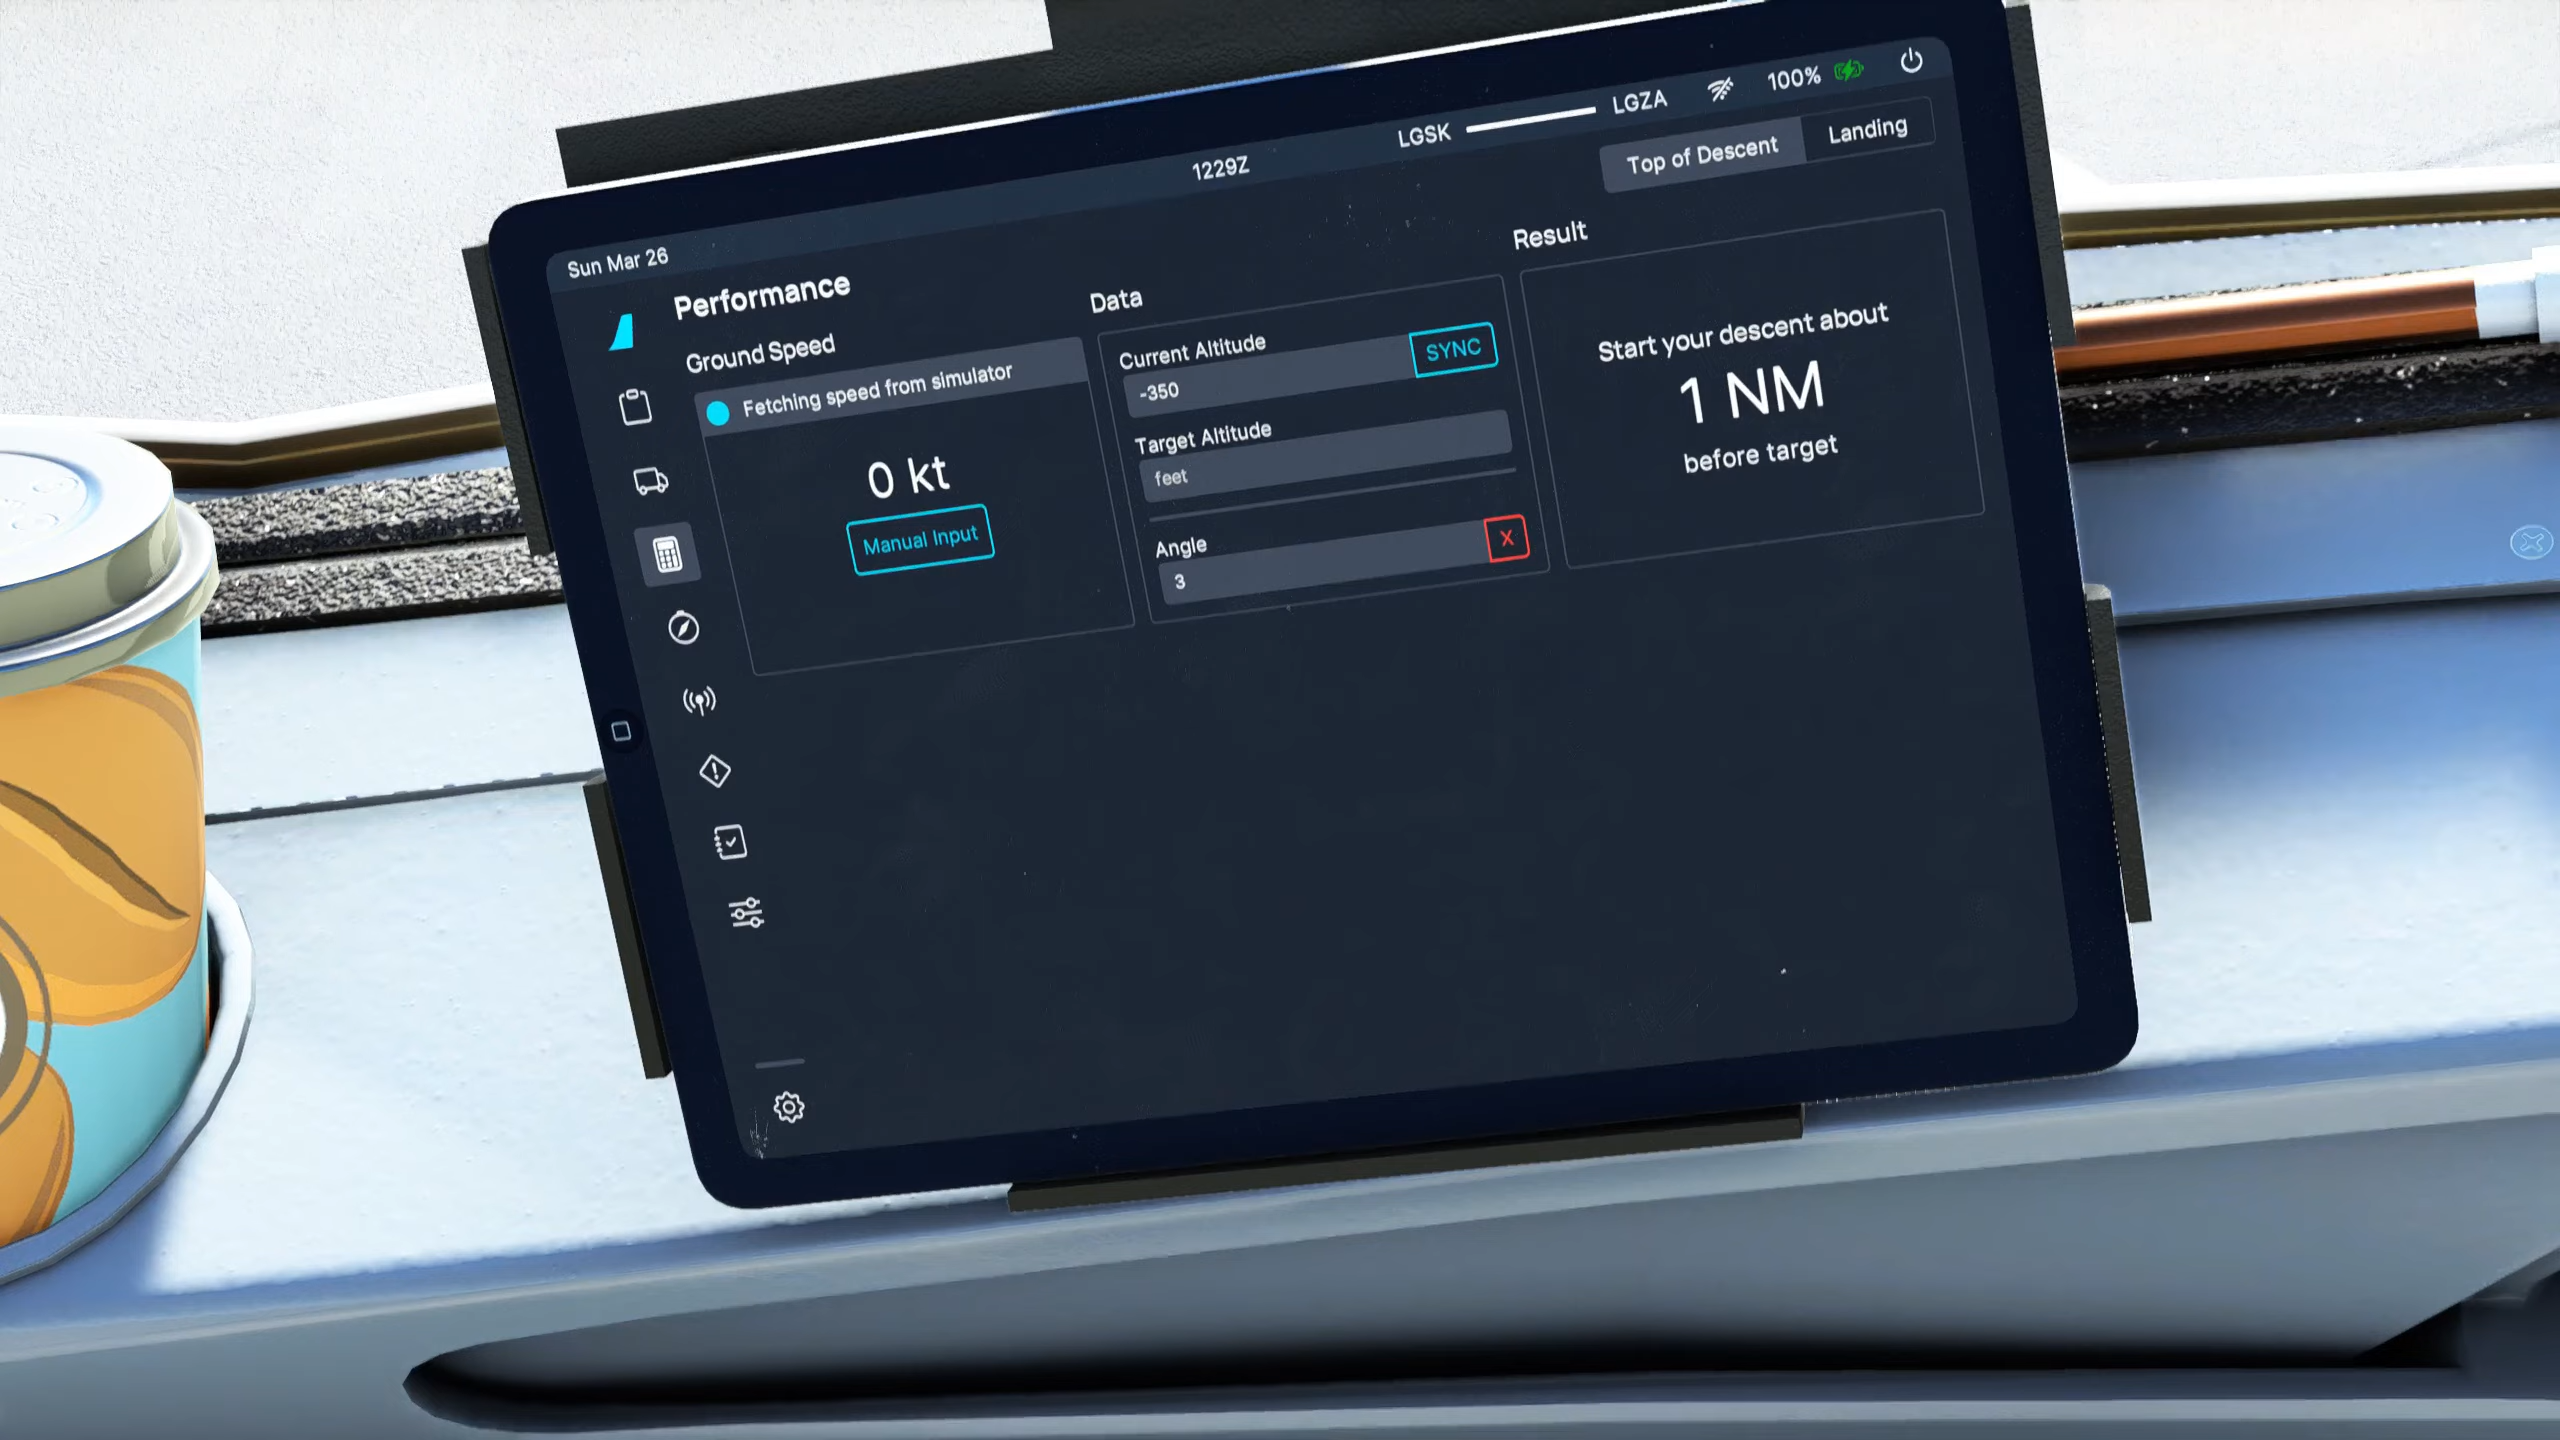 Sun Mar 26
1229Z
LGSK
LGZA
100%
Performance
Top of Descent
Landing
Ground Speed
Fetching speed from simulator
0 kt
Manual Input
Data
Current Altitude
-350
SYNC
Target Altitude
feet
Angle
3
X
Result
Start your descent about
1 NM
before target